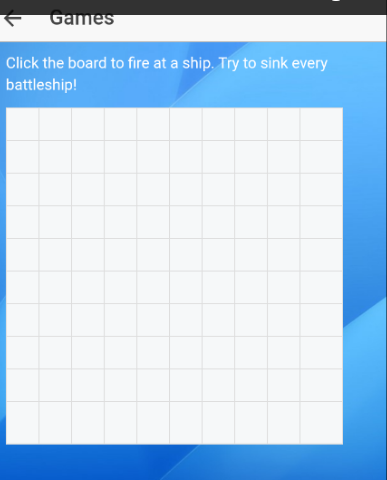 Games
Click the board to fire at a ship. Try to sink every
battleship!